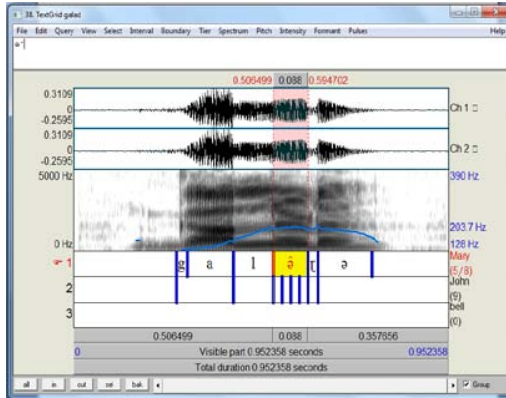 38. TextGrid galad
File Edit Query View Select Interval Boundary Tier Spectrum Pitch Intensity Formant Pulses Help
0.506499 0.088 0.594702
0.3109
0
-0.2595
Ch 1
0.3109
0
-0.2595
Ch 2
5000 Hz
390 Hz
203.7 Hz
0 Hz
128 Hz
1 g a l ə ʈ ə Mary
(5/8)
2 John
(9)
3 bell
(0)
0.506499 0.088 0.357656
0 Visible part 0.952358 seconds 0.952358
Total duration 0.952358 seconds
all in out sel bak Group